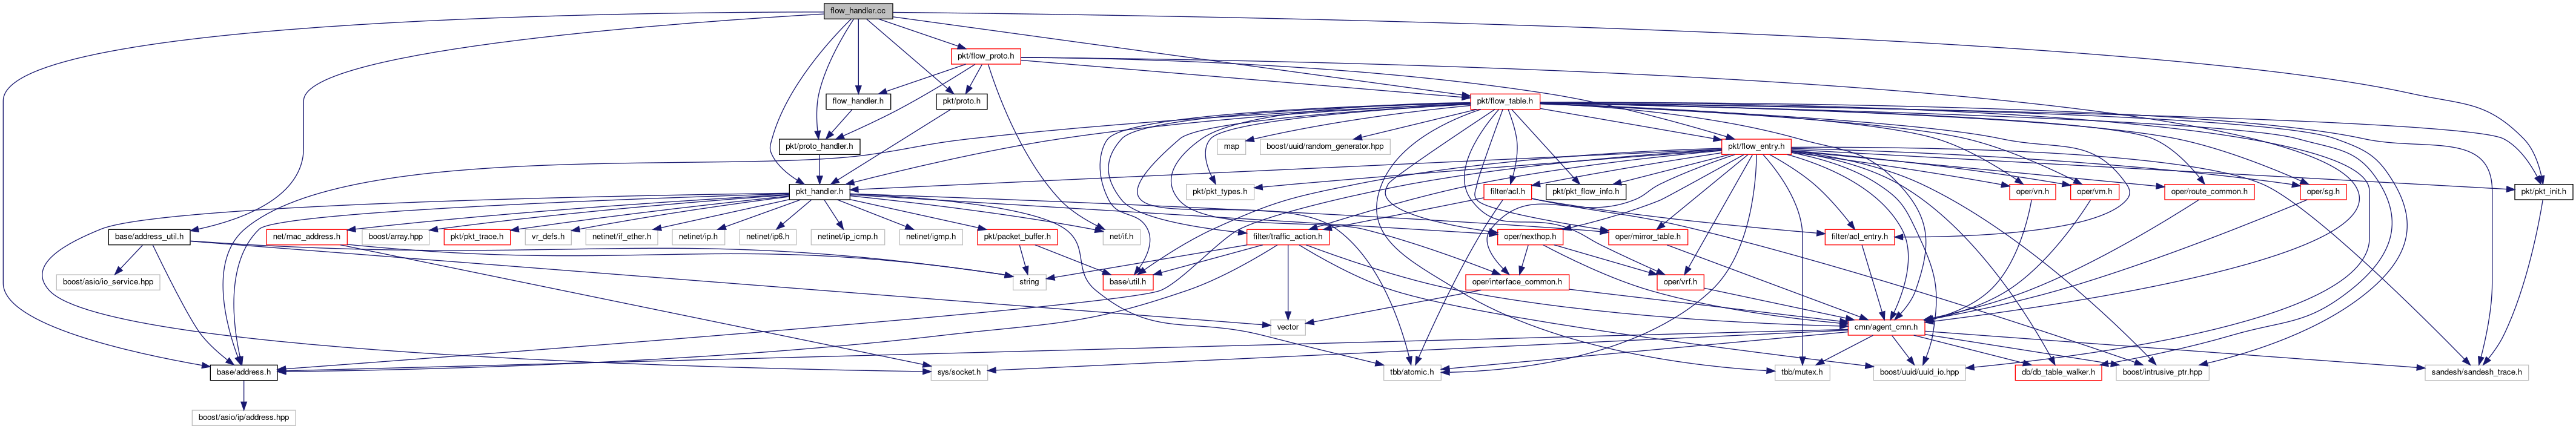 flow_handler.cc
pkt/flow_proto.h
flow_handler.h
pkt/proto.h
pkt/flow_table.h
pkt/proto_handler.h
map
boost/uuid/random_generator.hpp
pkt/flow_entry.h
pkt_handler.h
pkt/pkt_types.h
filter/acl.h
pkt/pkt_flow_info.h
oper/vn.h
oper/vm.h
oper/route_common.h
oper/sg.h
pkt/pkt_init.h
base/address_util.h
net/mac_address.h
boost/array.hpp
pkt/pkt_trace.h
vr_defs.h
netinet/if_ether.h
netinet/ip.h
netinet/ip6.h
netinet/ip_icmp.h
netinet/igmp.h
pkt/packet_buffer.h
net/if.h
filter/traffic_action.h
oper/nexthop.h
oper/mirror_table.h
filter/acl_entry.h
boost/asio/io_service.hpp
string
base/util.h
oper/interface_common.h
oper/vrf.h
vector
cmn/agent_cmn.h
base/address.h
sys/socket.h
tbb/atomic.h
tbb/mutex.h
boost/uuid/uuid_io.hpp
db/db_table_walker.h
boost/intrusive_ptr.hpp
sandesh/sandesh_trace.h
boost/asio/ip/address.hpp